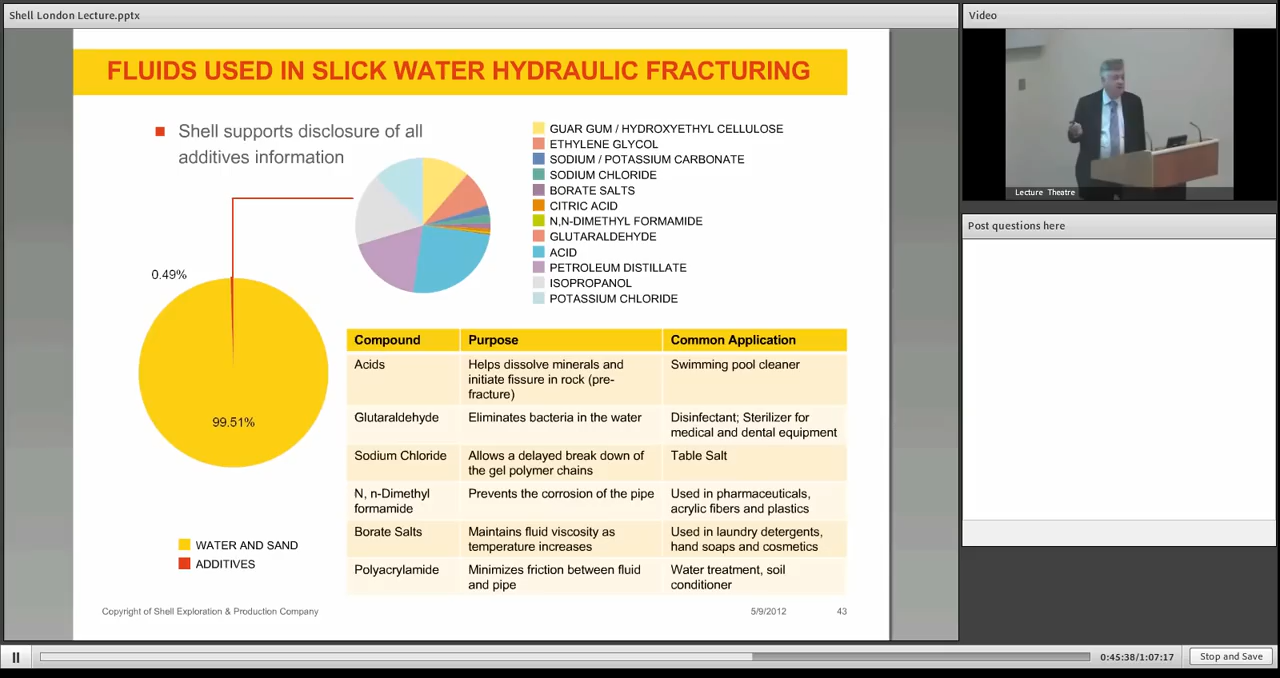 Shell London Lecture.pptx
FLUIDS USED IN SLICK WATER HYDRAULIC FRACTURING
Shell supports disclosure of all
additives information
GUAR GUM / HYDROXYETHYL CELLULOSE
ETHYLENE GLYCOL
SODIUM / POTASSIUM CARBONATE
SODIUM CHLORIDE
BORATE SALTS
CITRIC ACID
N,N-DIMETHYL FORMAMIDE
GLUTARALDEHYDE
ACID
PETROLEUM DISTILLATE
ISOPROPANOL
POTASSIUM CHLORIDE
0.49%
99.51%
WATER AND SAND
ADDITIVES
Compound Purpose Common Application
Acids Helps dissolve minerals and Swimming pool cleaner
initiate fissure in rock (pre-
fracture)
Glutaraldehyde Eliminates bacteria in the water Disinfectant; Sterilizer for
medical and dental equipment
Sodium Chloride Allows a delayed break down of Table Salt
the gel polymer chains
N, n-Dimethyl Prevents the corrosion of the pipe Used in pharmaceuticals,
formamide acrylic fibers and plastics
Borate Salts Maintains fluid viscosity as Used in laundry detergents,
temperature increases hand soaps and cosmetics
Polyacrylamide Minimizes friction between fluid Water treatment, soil
and pipe conditioner
Copyright of Shell Exploration & Production Company 5/9/2012 43
Video
Lecture Theatre
Post questions here
0:45:38/1:07:17 Stop and Save